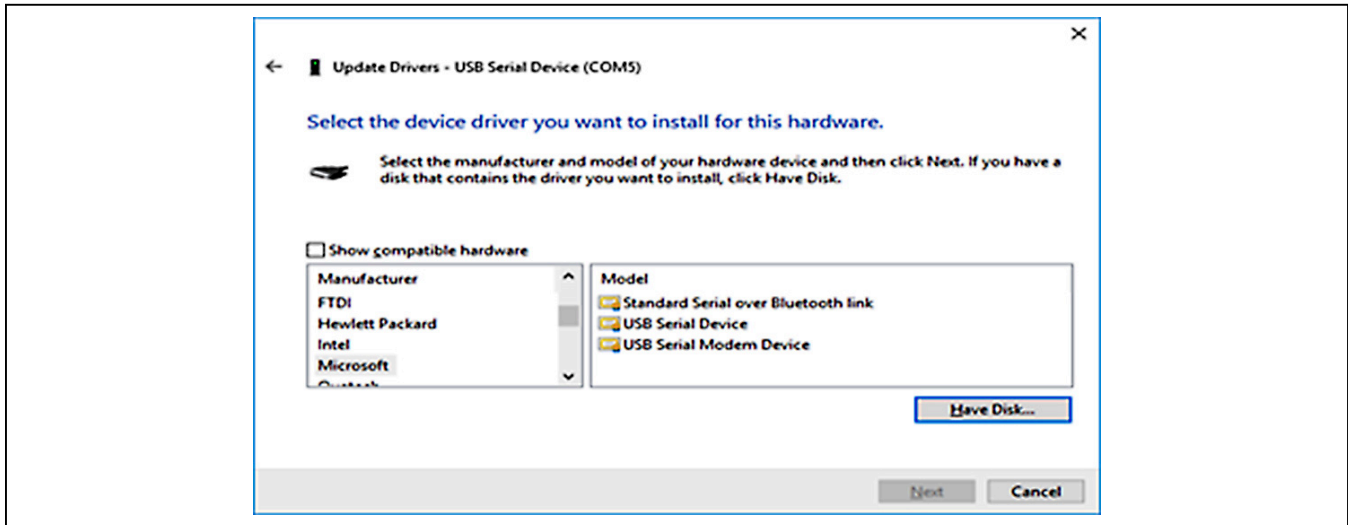 Update Drivers - USB Serial Device (COM5)
Select the device driver you want to install for this hardware.
Select the manufacturer and model of your hardware device and then click Next. If you have a
disk that contains the driver you want to install, click Have Disk.
Show compatible hardware
Manufacturer
FTDI
Hewlett Packard
Intel
Microsoft
Model
Standard Serial over Bluetooth link
USB Serial Device
USB Serial Modem Device
Have Disk...
Next
Cancel